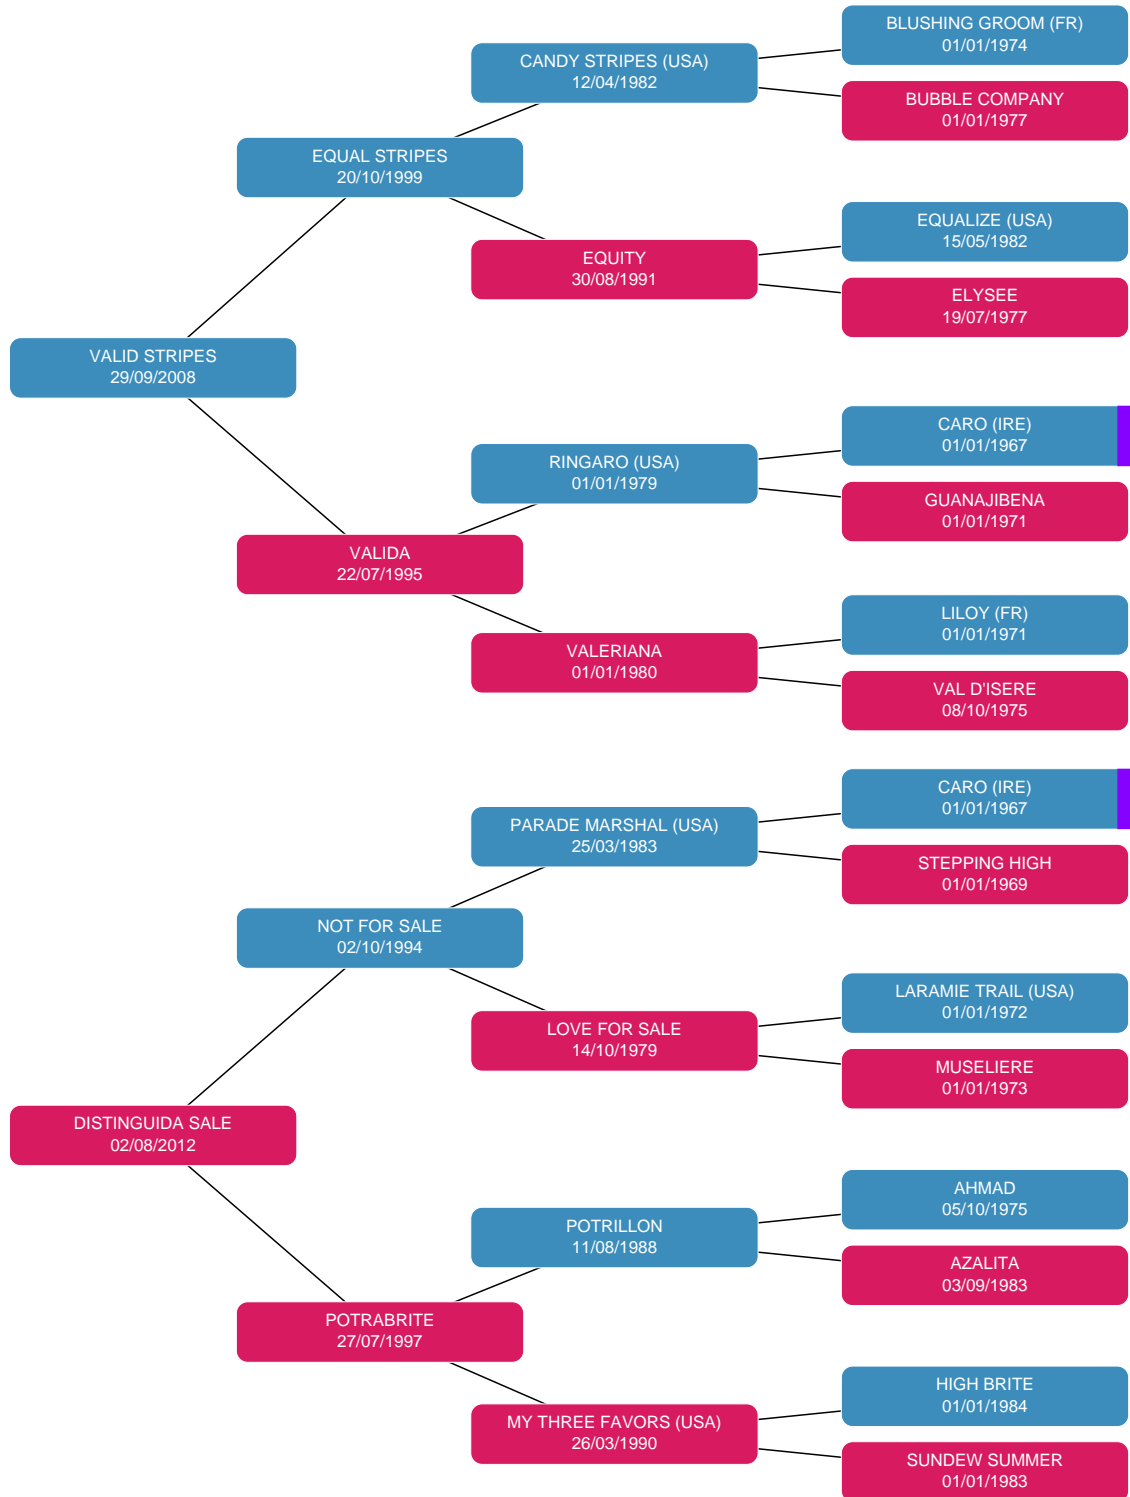 BLUSHING GROOM (FR)
01/01/1974
CANDY STRIPES (USA)
12/04/1982
BUBBLE COMPANY
01/01/1977
EQUAL STRIPES
20/10/1999
EQUALIZE (USA)
15/05/1982
EQUITY
30/08/1991
ELYSEE
19/07/1977
VALID STRIPES
29/09/2008
CARO (IRE)
01/01/1967
RINGARO (USA)
01/01/1979
GUANAJIBENA
01/01/1971
VALIDA
22/07/1995
LILOY (FR)
01/01/1971
VALERIANA
01/01/1980
VAL D'ISERE
08/10/1975
CARO (IRE)
01/01/1967
PARADE MARSHAL (USA)
25/03/1983
STEPPING HIGH
01/01/1969
NOT FOR SALE
02/10/1994
LARAMIE TRAIL (USA)
01/01/1972
LOVE FOR SALE
14/10/1979
MUSELIERE
01/01/1973
DISTINGUIDA SALE
02/08/2012
AHMAD
05/10/1975
POTRILLON
11/08/1988
AZALITA
03/09/1983
POTRABRITE
27/07/1997
HIGH BRITE
01/01/1984
MY THREE FAVORS (USA)
26/03/1990
SUNDEW SUMMER
01/01/1983